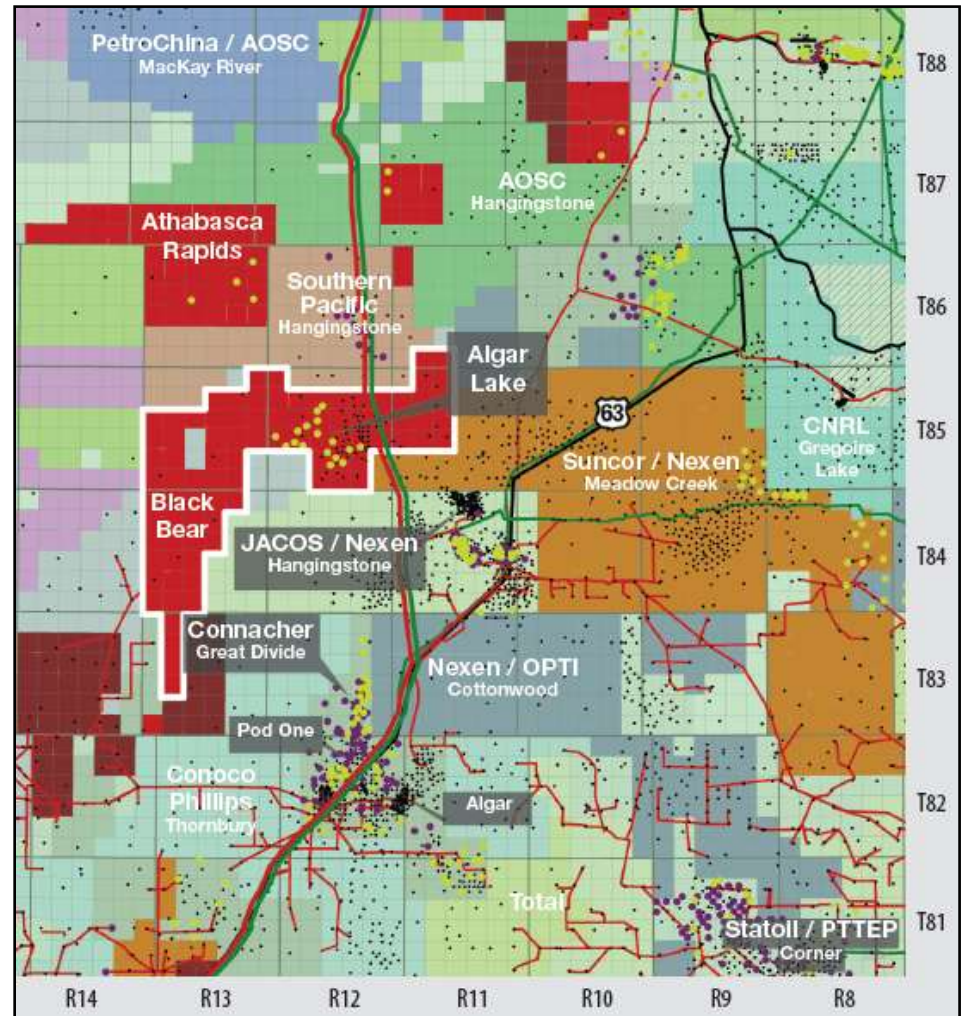 PetroChina / AOSC
MacKay River
T88
AOSC
Hangingstone
T87
Athabasca
Rapids
Southern
Pacific
Hangingstone
T86
Algar
Lake
63
CNRL
Gregoire
Lake
T85
Suncor / Nexen
Meadow Creek
Black
Bear
JACOS / Nexen
Hangingstone
T84
Connacher
Great Divide
Nexen / OPTI
Cottonwood
T83
Pod One
Conoco
Phillips
Thornbury
Algar
T82
Total
Statoil / PTTEP
Corner
T81
R14 R13 R12 R11 R10 R9 R8